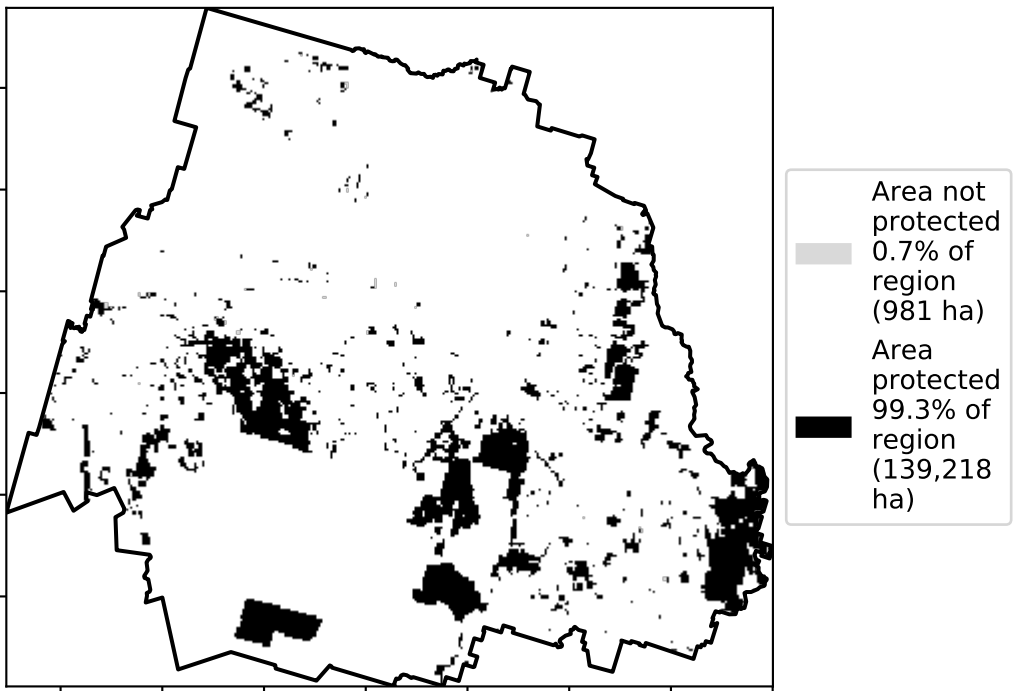 Area not
protected
0.7% of
region
(981 ha)
Area
protected
99.3% of
region
(139,218
ha)